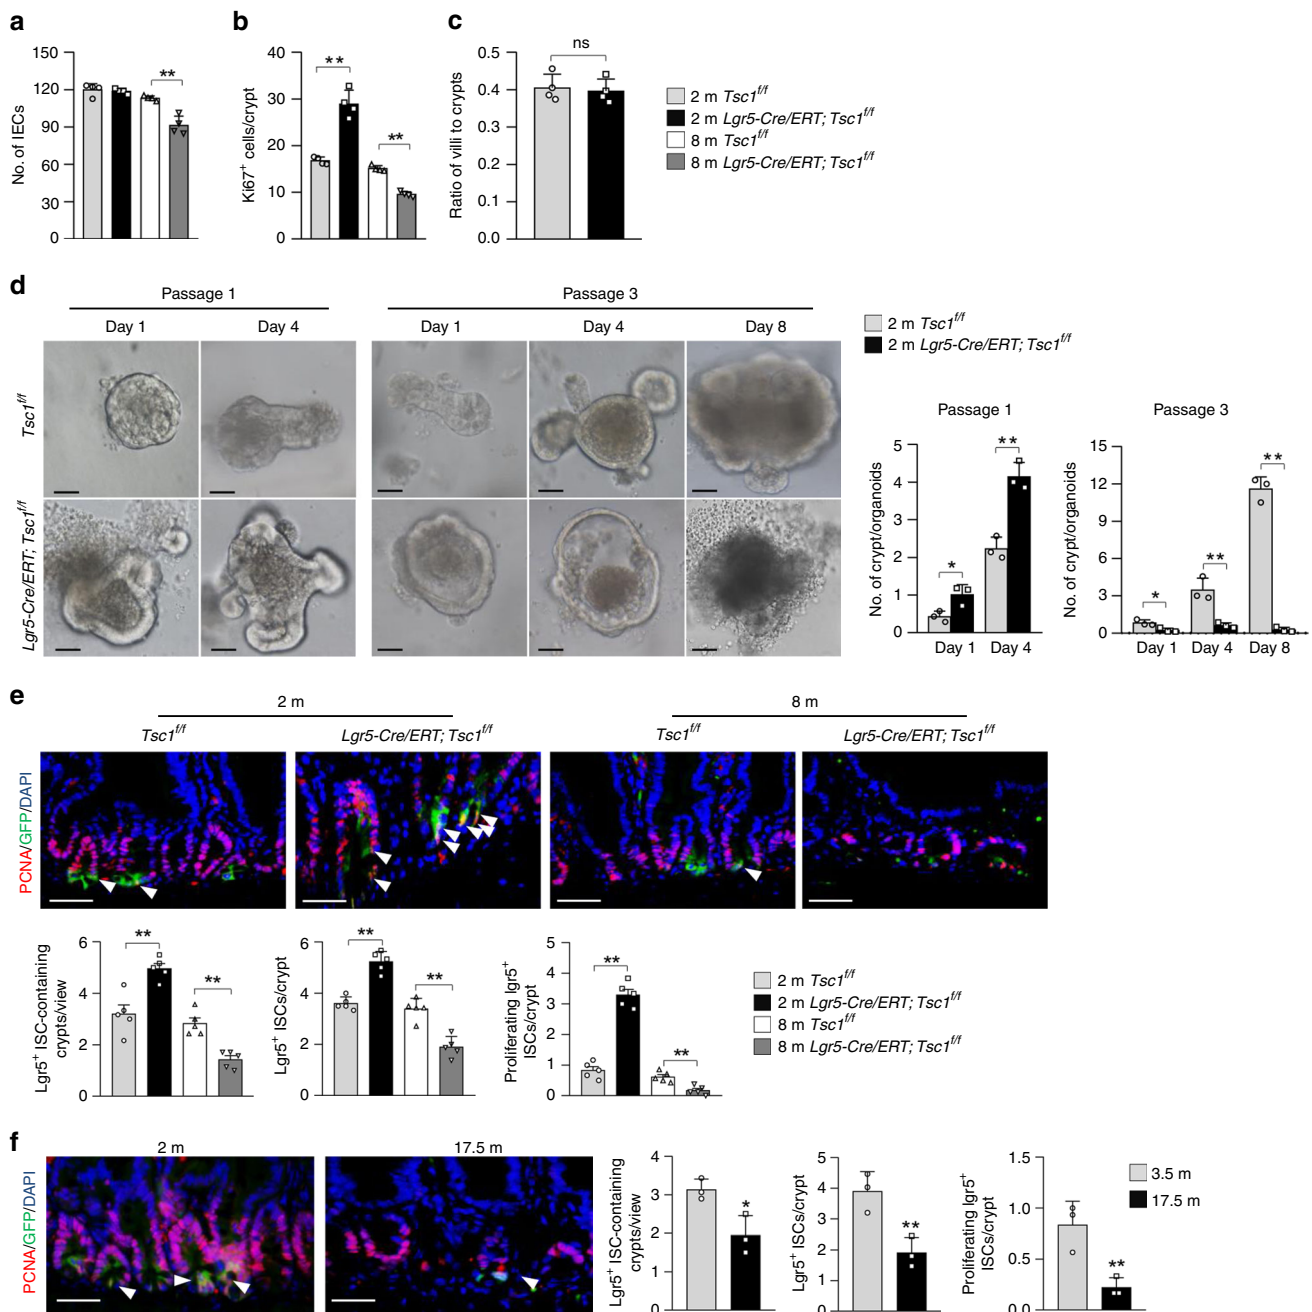 a
b
c
150
120
90
60
30
0
No. of IECs
**
40
30
20
10
0
Ki67+ cells/crypt
**
**
0.5
0.4
0.3
0.2
0.1
0.0
Ratio of villi to crypts
ns
2 m Tsc1f/f
2 m Lgr5-Cre/ERT; Tsc1f/f
8 m Tsc1f/f
8 m Lgr5-Cre/ERT; Tsc1f/f
d
Passage 1
Passage 3
Day 1
Day 4
Day 1
Day 4
Day 8
Tsc1f/f
Lgr5-Cre/ERT; Tsc1f/f
2 m Tsc1f/f
2 m Lgr5-Cre/ERT; Tsc1f/f
Passage 1
5
4
3
2
1
0
No. of crypt/organoids
*
**
Day 1
Day 4
Passage 3
15
12
9
6
3
0
No. of crypt/organoids
*
**
**
Day 1
Day 4
Day 8
e
2 m
8 m
Tsc1f/f
Lgr5-Cre/ERT; Tsc1f/f
Tsc1f/f
Lgr5-Cre/ERT; Tsc1f/f
PCNA/GFP/DAPI
6
4
2
0
Lgr5+ ISC-containing
crypts/view
**
**
6
4
2
0
Lgr5+ ISCs/crypt
**
**
5
4
3
2
1
0
Proliferating lgr5+
ISCs/crypt
**
**
2 m Tsc1f/f
2 m Lgr5-Cre/ERT; Tsc1f/f
8 m Tsc1f/f
8 m Lgr5-Cre/ERT; Tsc1f/f
f
2 m
17.5 m
PCNA/GFP/DAPI
4
3
2
1
0
Lgr5+ ISC-containing
crypts/view
*
5
4
3
2
1
0
Lgr5+ ISCs/crypt
**
1.5
1.0
0.5
0.0
Proliferating lgr5+
ISCs/crypt
**
3.5 m
17.5 m